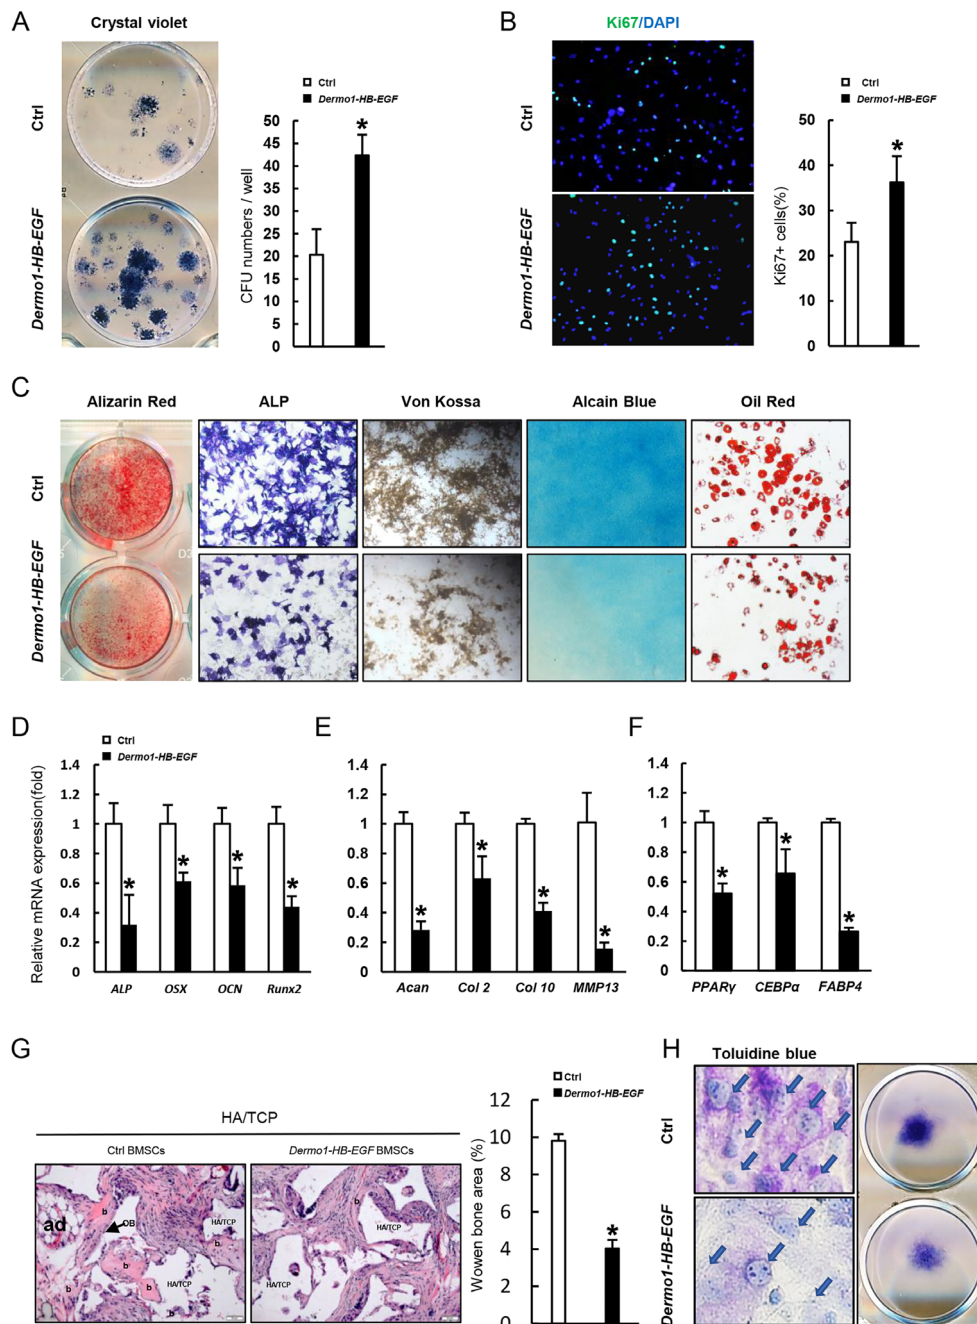 A
Crystal violet
Ctrl
Dermo1-HB-EGF
Ctrl
Dermo1-HB-EGF
CFU numbers / well
50
45
40
35
30
25
20
15
10
5
0
*
B
Ki67/DAPI
Ctrl
Dermo1-HB-EGF
Ctrl
Dermo1-HB-EGF
Ki67+ cells(%)
50
40
30
20
10
0
*
C
Alizarin Red
ALP
Von Kossa
Alcain Blue
Oil Red
Ctrl
Dermo1-HB-EGF
D
Ctrl
Dermo1-HB-EGF
Relative mRNA expression(fold)
1.4
1.2
1
0.8
0.6
0.4
0.2
0
* * * *
ALP OSX OCN Runx2
E
1.4
1.2
1
0.8
0.6
0.4
0.2
0
* * * *
Acan Col 2 Col 10 MMP13
F
1.4
1.2
1
0.8
0.6
0.4
0.2
0
* * *
PPARγ CEBPα FABP4
G
HA/TCP
Ctrl BMSCs
Dermo1-HB-EGF BMSCs
ad
b
OB
HA/TCP
b
b
b
b
HA/TCP
b
b
HA/TCP
HA/TCP
Ctrl
Dermo1-HB-EGF
Wowen bone area (%)
12
10
8
6
4
2
0
*
H
Toluidine blue
Ctrl
Dermo1-HB-EGF